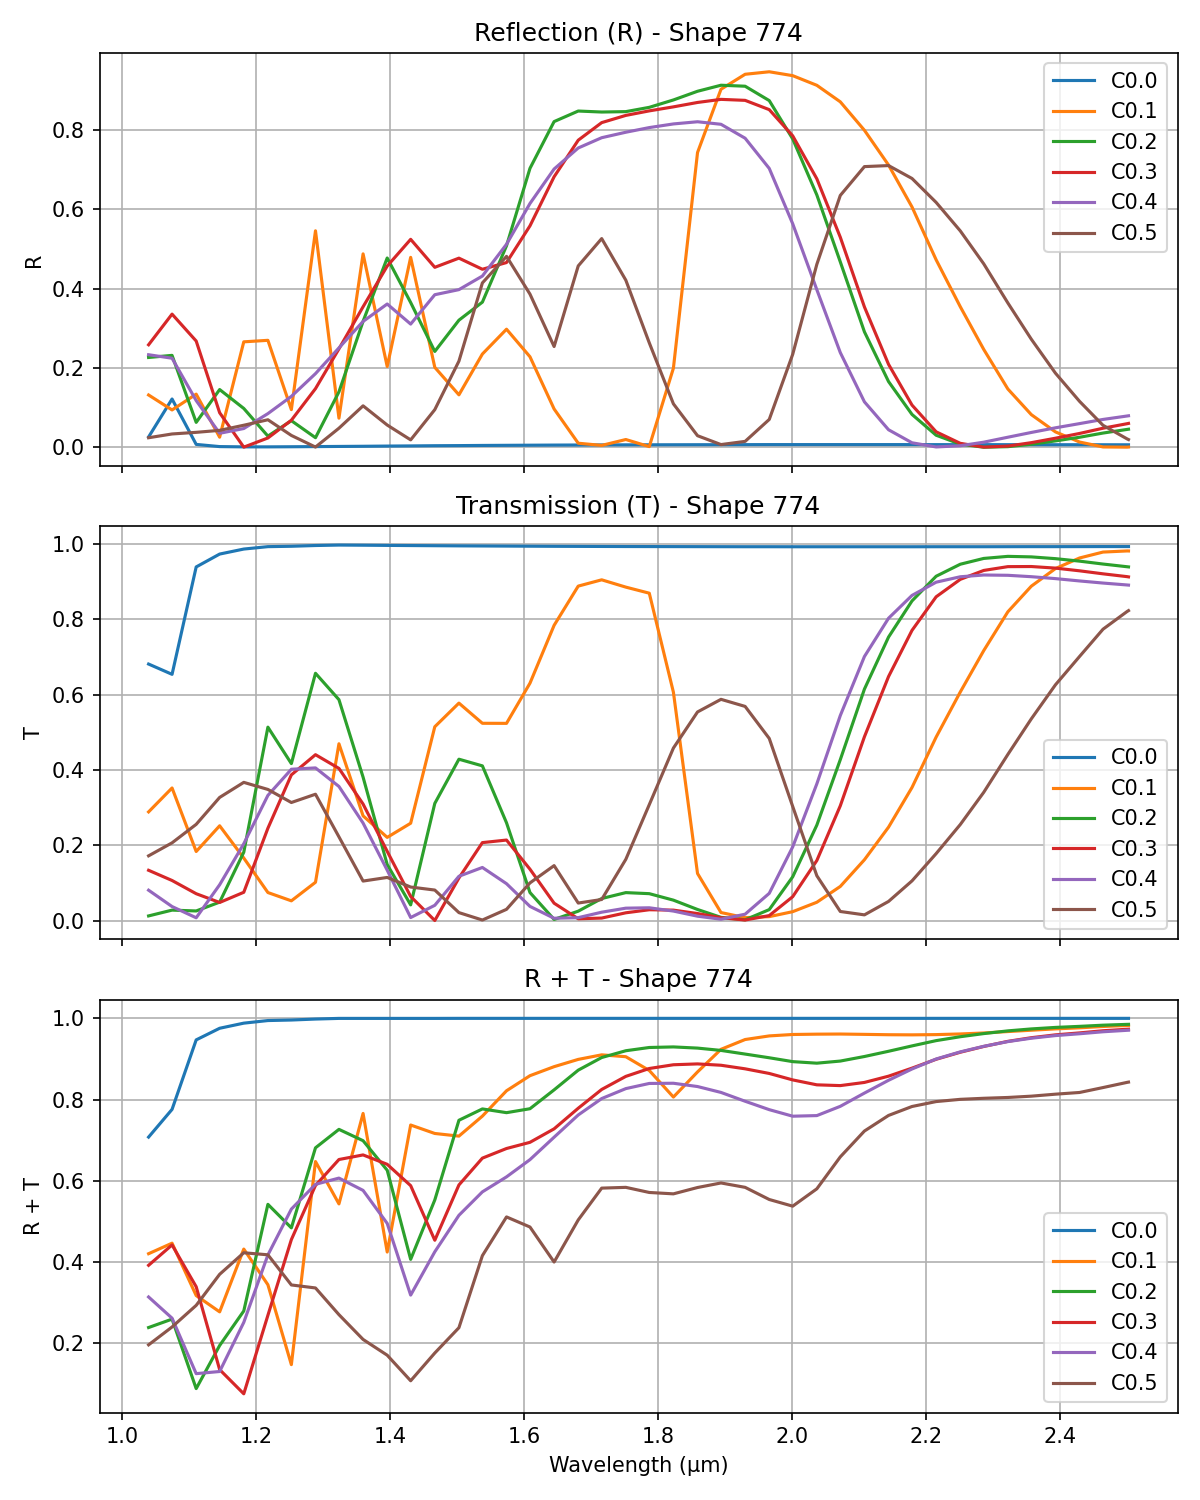 Reflection (R) - Shape 774
0.8
0.6
0.4
0.2
0.0
R
C0.0
C0.1
C0.2
C0.3
C0.4
C0.5
Transmission (T) - Shape 774
1.0
0.8
0.6
0.4
0.2
0.0
T
C0.0
C0.1
C0.2
C0.3
C0.4
C0.5
R + T - Shape 774
1.0
0.8
0.6
0.4
0.2
R + T
C0.0
C0.1
C0.2
C0.3
C0.4
C0.5
1.0 1.2 1.4 1.6 1.8 2.0 2.2 2.4
Wavelength (μm)